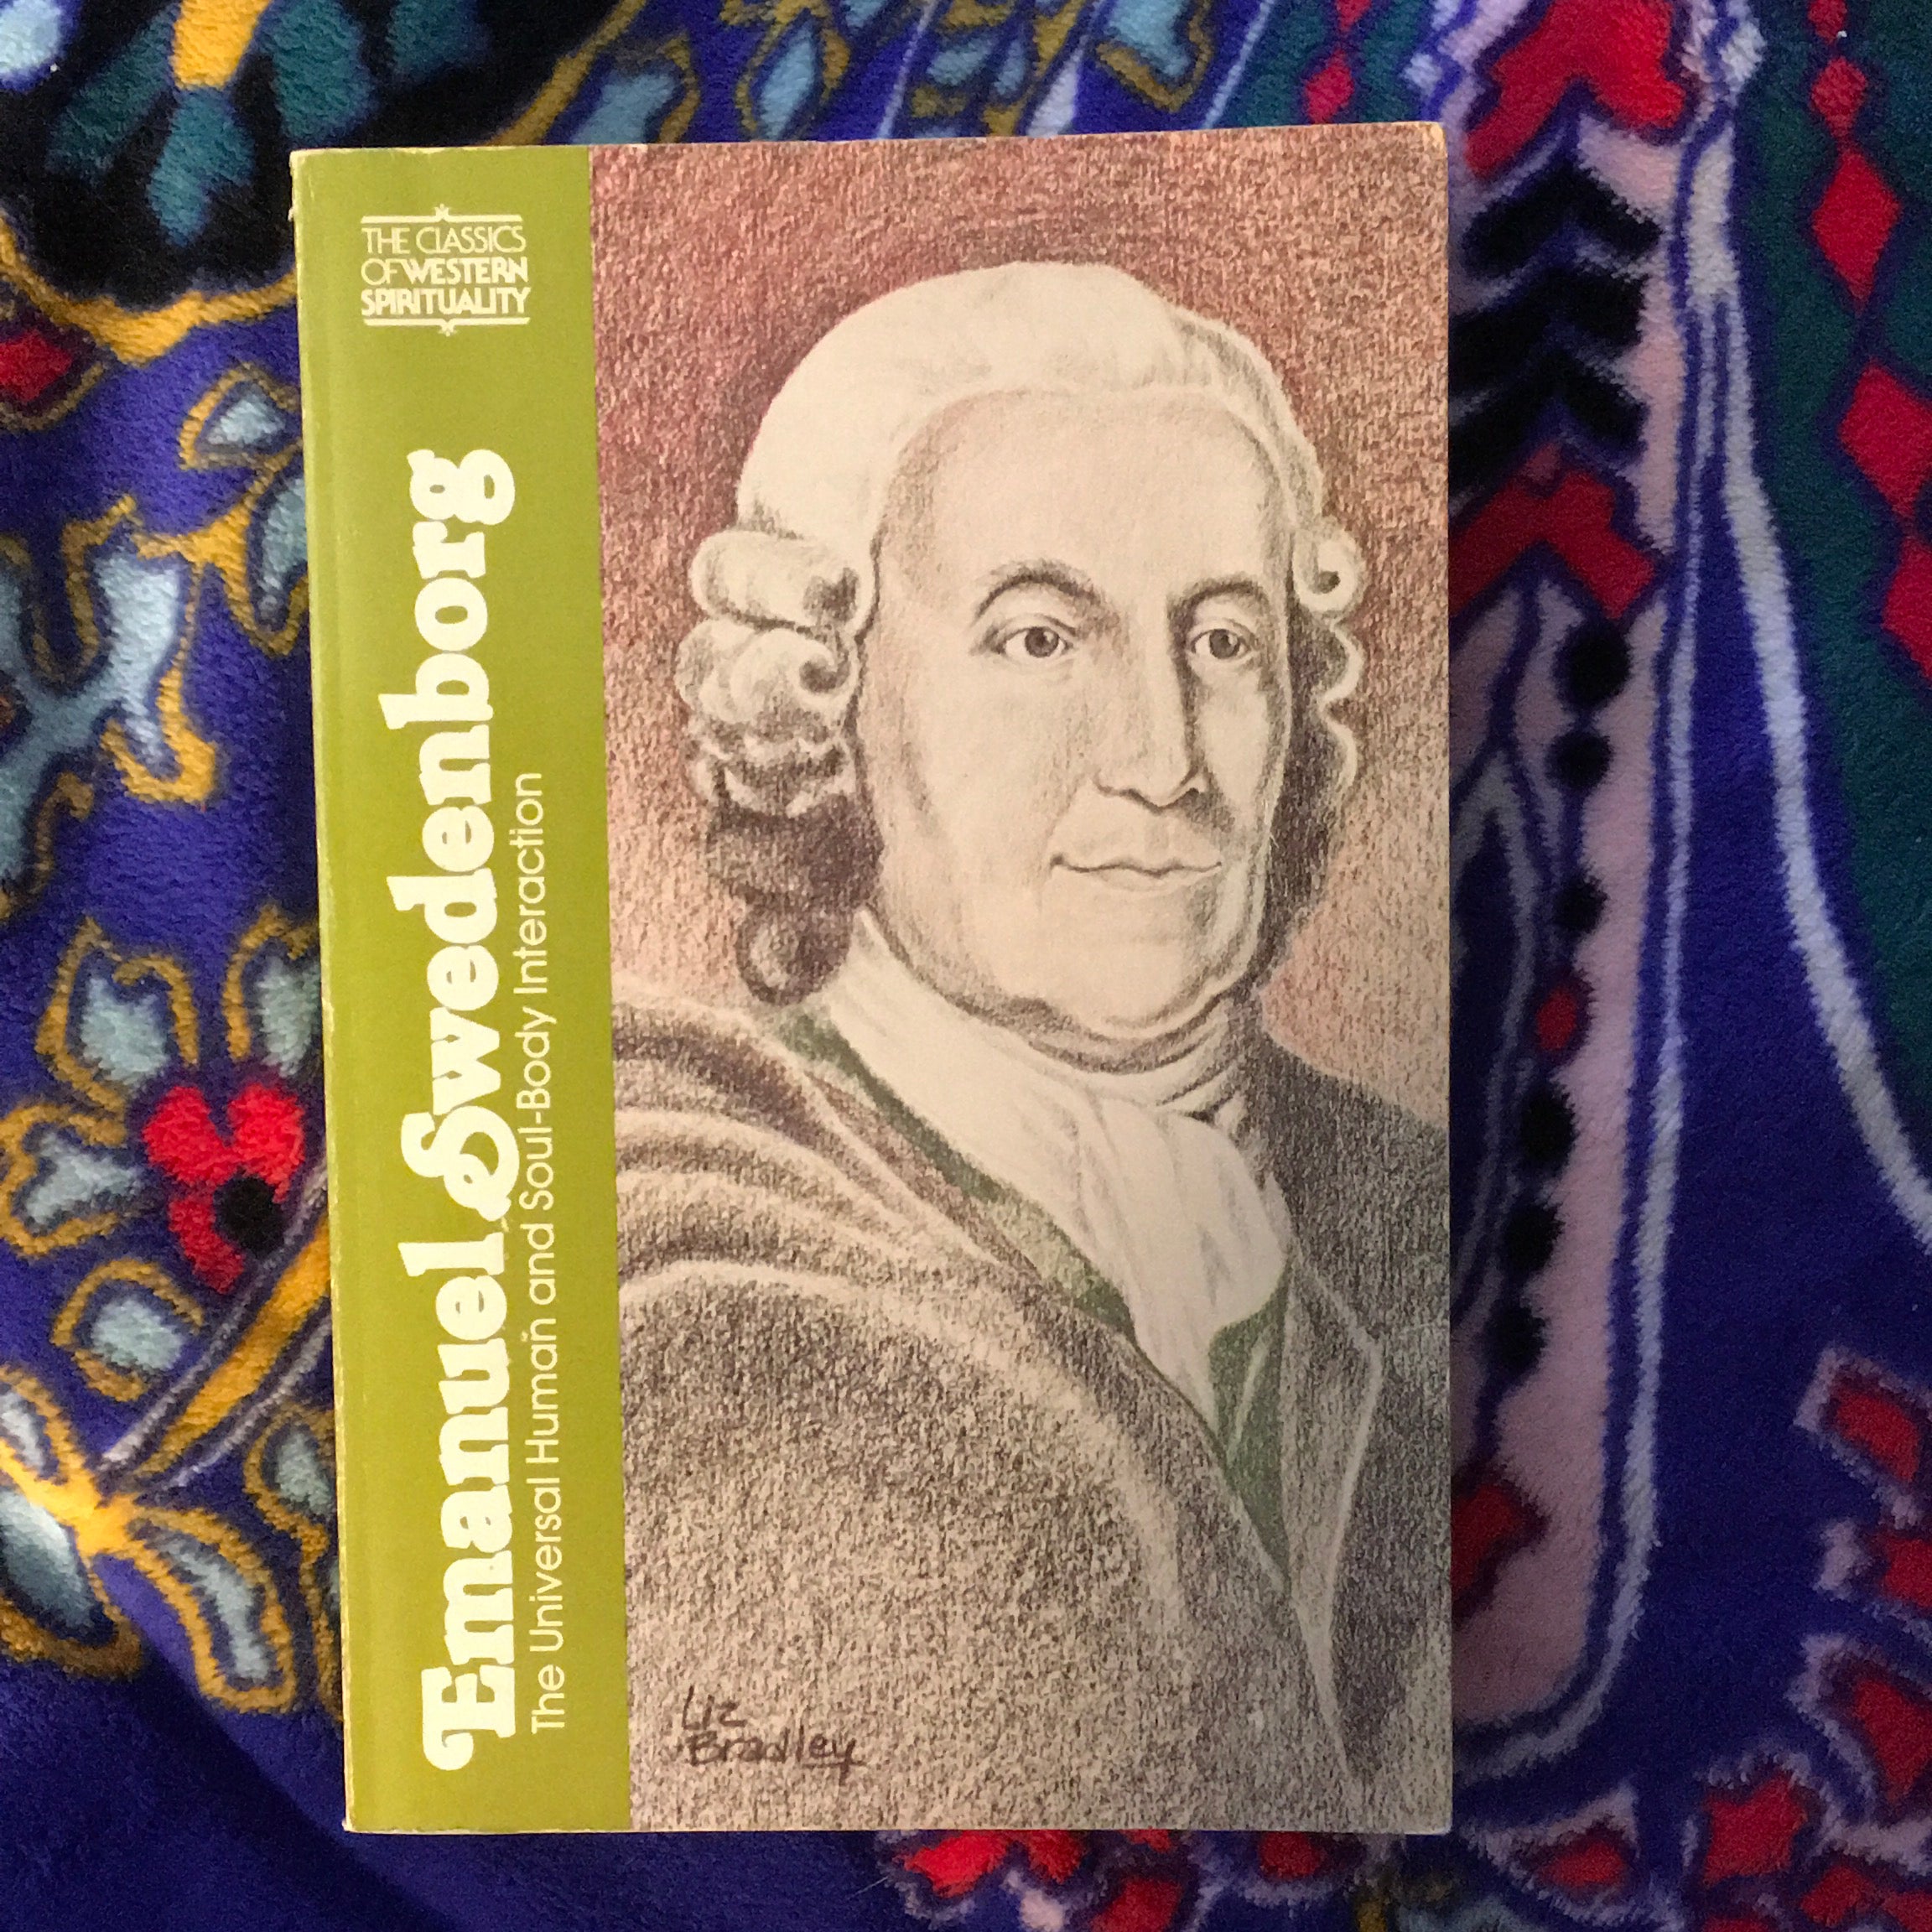 THE CLASSICS
OF WESTERN
SPIRITUALITY
Emanuel Swedenborg
The Universal Human and Soul-Body Interaction
Liz
Bradley